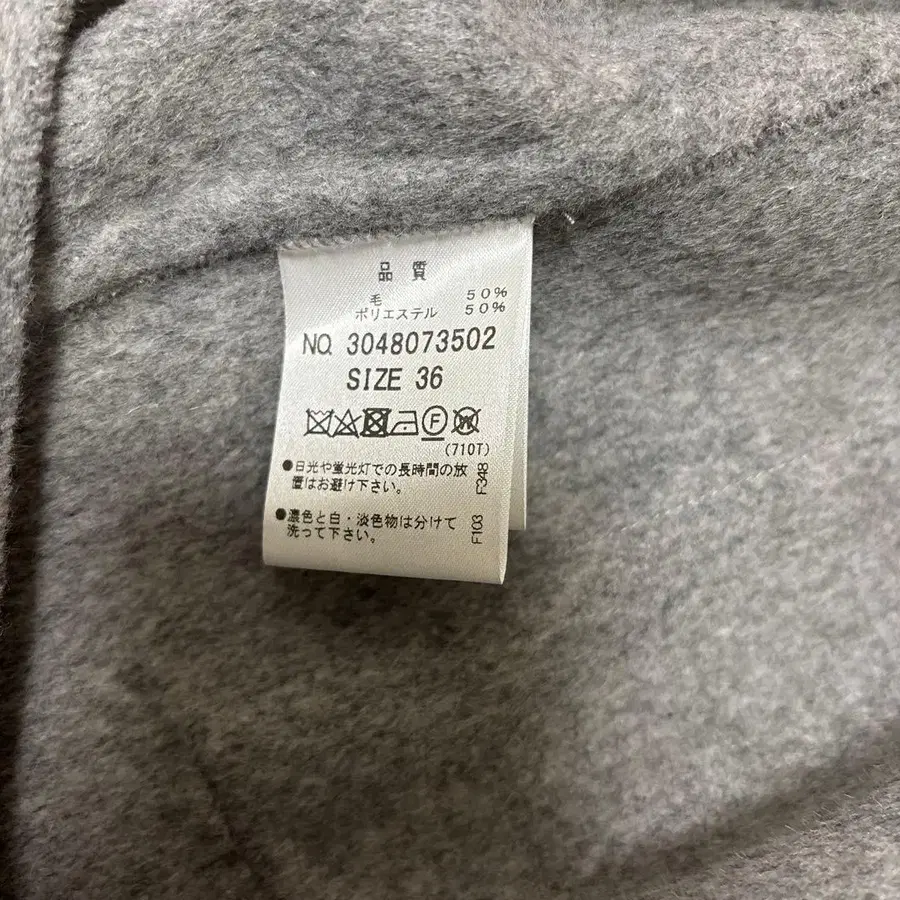 品質
毛 50%
ポリエステル 50%
NO. 3048073502
SIZE 36
F W
(710T)
●日光や蛍光灯での長時間の放
置はお避け下さい。
F348
●濃色と白・淡色物は分けて
洗って下さい。
F103